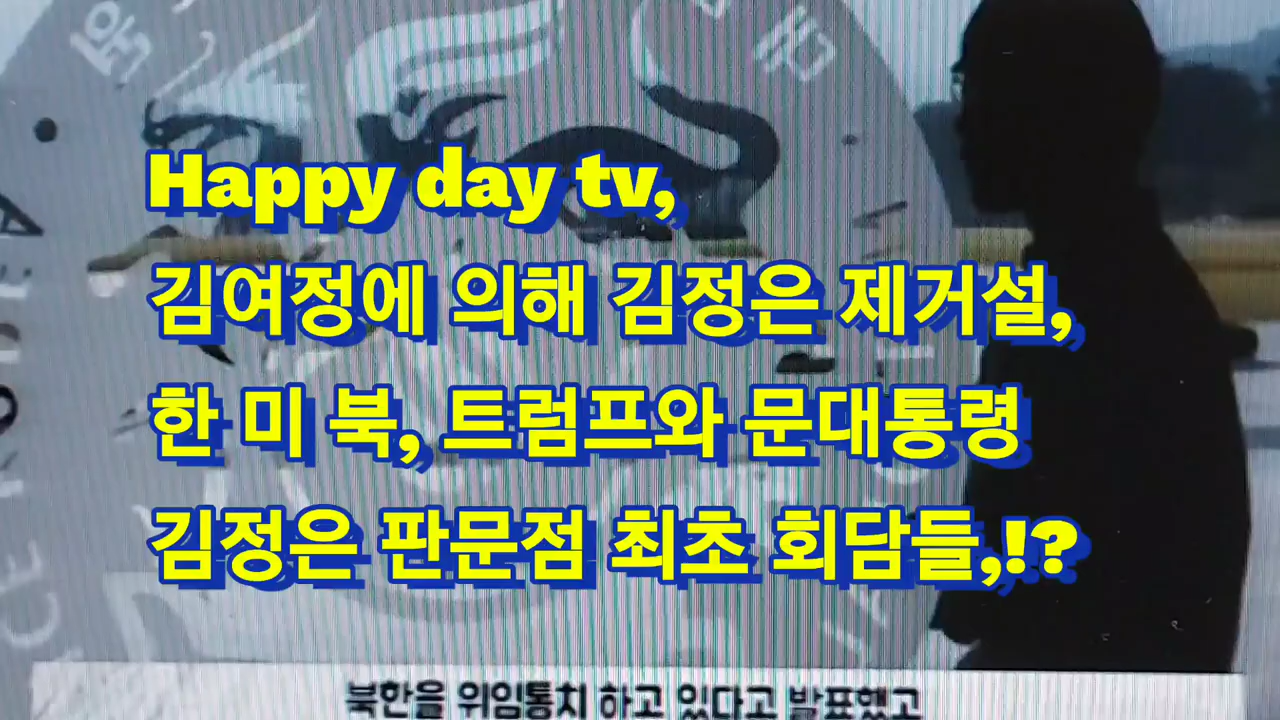 Happy day tv,
김여정에 의해 김정은 제거설,
한 미 북, 트럼프와 문대통령
김정은 판문점 최초 회담들,!?
북한을 위임통치 하고 있다고 발표했고